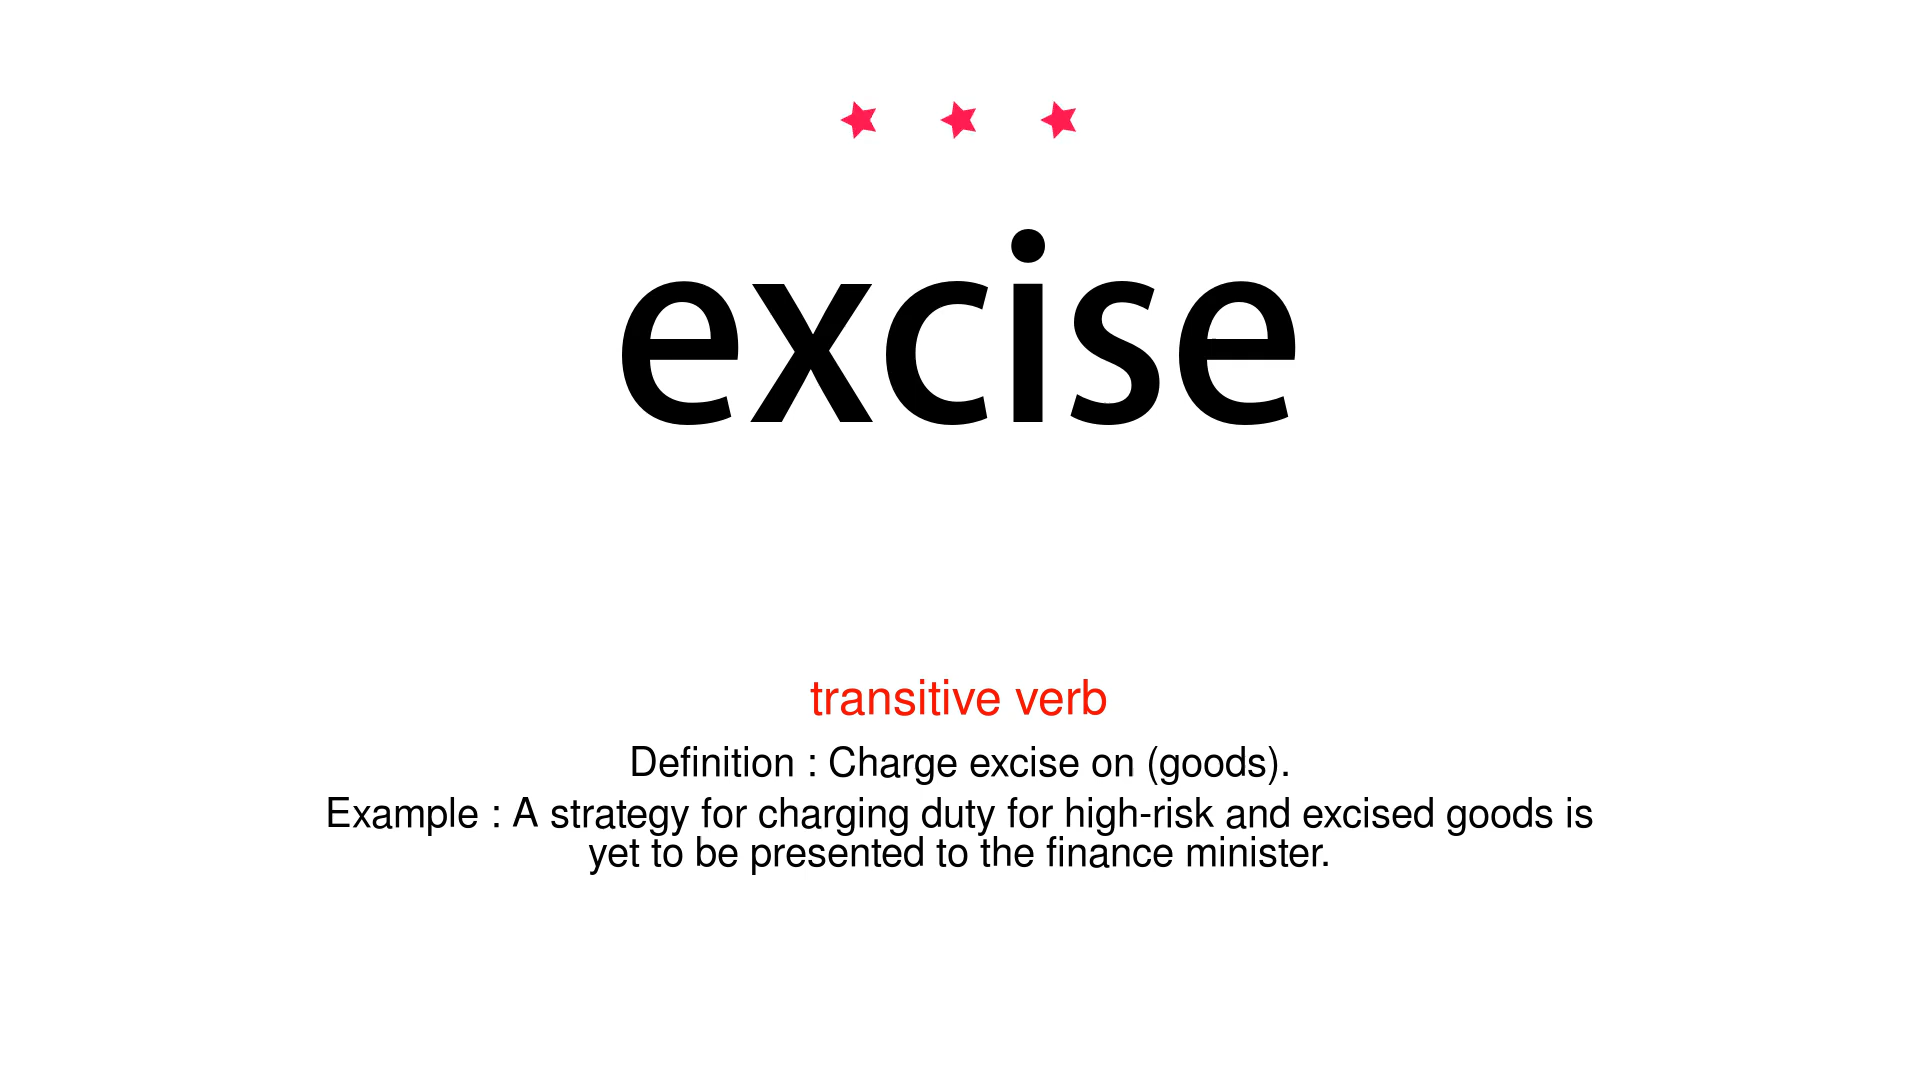 excise
transitive verb
Definition : Charge excise on (goods).
Example : A strategy for charging duty for high-risk and excised goods is
yet to be presented to the finance minister.